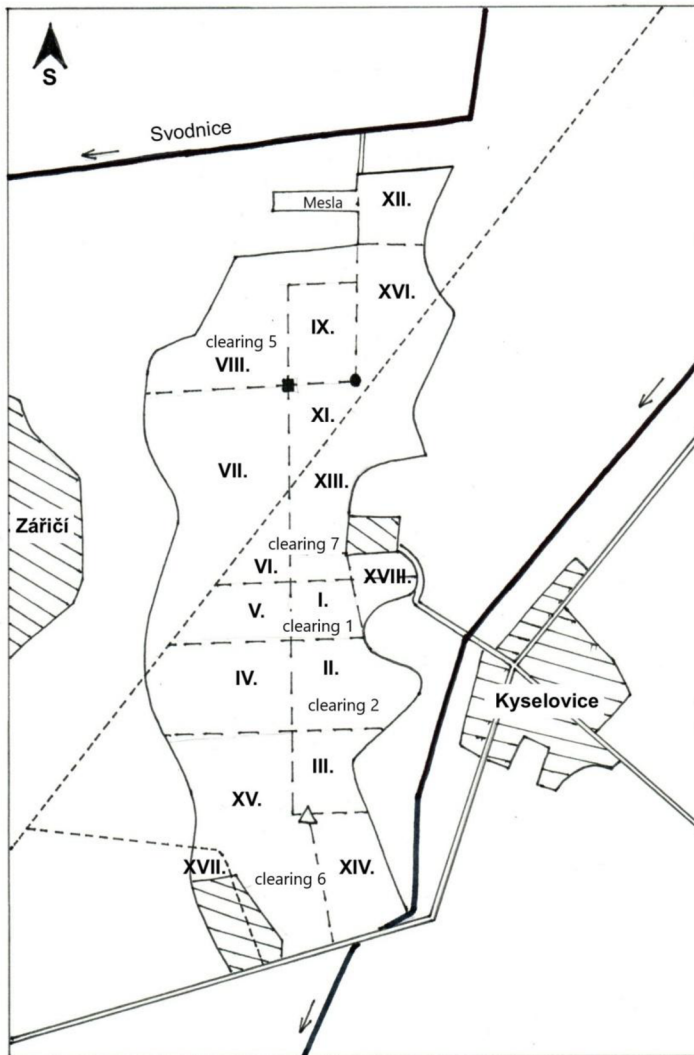 S
Svodnice
Mesla
XII.
XVI.
IX.
clearing 5
VIII.
XI.
VII.
XIII.
Záříčí
clearing 7
VI.
XVIII.
V.
I.
clearing 1
IV.
II.
clearing 2
Kyselovice
III.
XV.
XVII.
clearing 6
XIV.